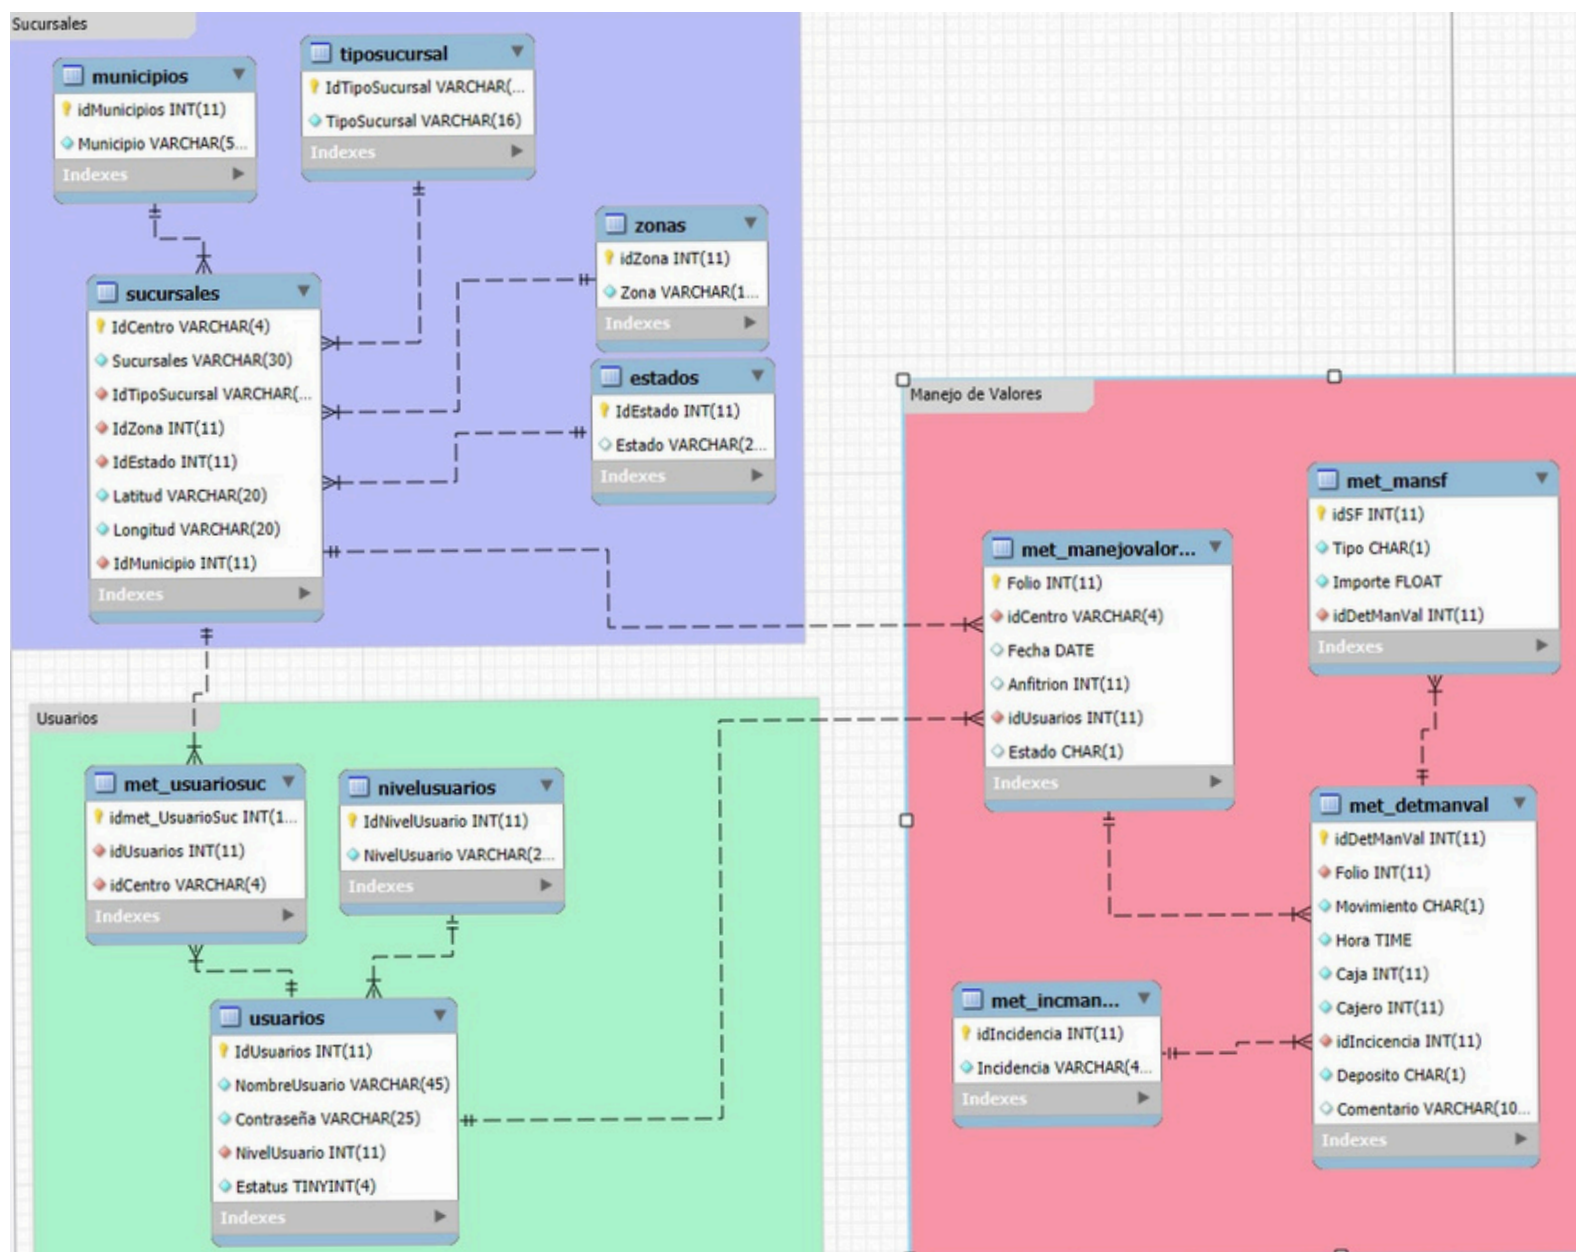 Sucursales
municipios
idMunicipios INT(11)
Municipio VARCHAR(5...
Indexes
tiposucursal
IdTipoSucursal VARCHAR(...
TipoSucursal VARCHAR(16)
Indexes
zonas
idZona INT(11)
Zona VARCHAR(1...
Indexes
sucursales
IdCentro VARCHAR(4)
Sucursales VARCHAR(30)
IdTipoSucursal VARCHAR(...
IdZona INT(11)
IdEstado INT(11)
Latitud VARCHAR(20)
Longitud VARCHAR(20)
IdMunicipio INT(11)
Indexes
estados
IdEstado INT(11)
Estado VARCHAR(2...
Indexes
Manejo de Valores
met_manejovalor...
Folio INT(11)
idCentro VARCHAR(4)
Fecha DATE
Anfitrion INT(11)
idUsuarios INT(11)
Estado CHAR(1)
Indexes
met_mansf
idSF INT(11)
Tipo CHAR(1)
Importe FLOAT
idDetManVal INT(11)
Indexes
Usuarios
met_usuariosuc
idmet_UsuarioSuc INT(1...
idUsuarios INT(11)
idCentro VARCHAR(4)
Indexes
nivelusuarios
IdNivelUsuario INT(11)
NivelUsuario VARCHAR(2...
Indexes
usuarios
IdUsuarios INT(11)
NombreUsuario VARCHAR(45)
Contraseña VARCHAR(25)
NivelUsuario INT(11)
Estatus TINYINT(4)
Indexes
met_incman...
idIncidencia INT(11)
Incidencia VARCHAR(4...
Indexes
met_detmanval
idDetManVal INT(11)
Folio INT(11)
Movimiento CHAR(1)
Hora TIME
Caja INT(11)
Cajero INT(11)
idIncicencia INT(11)
Deposito CHAR(1)
Comentario VARCHAR(10...
Indexes